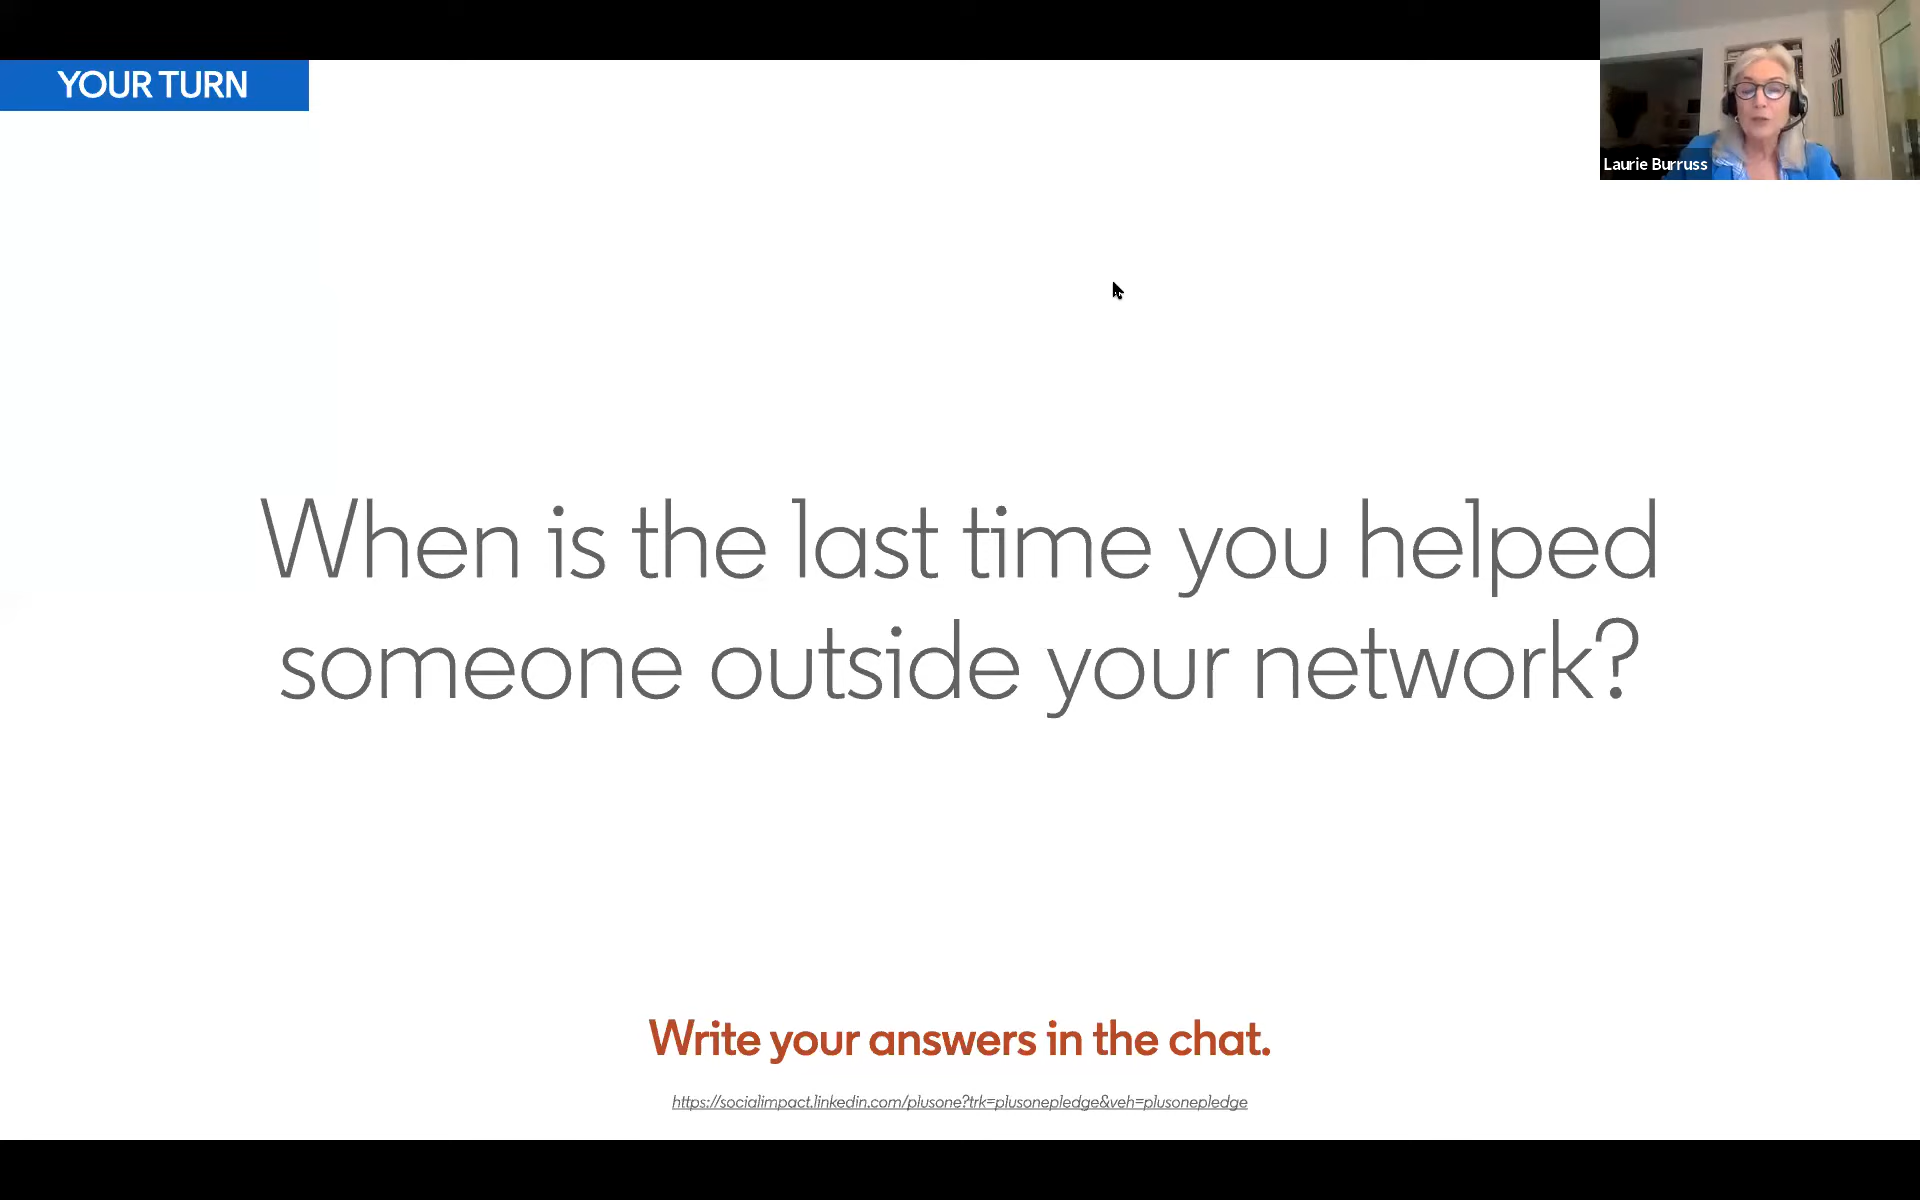 YOUR TURN
Laurie Burruss
When is the last time you helped
someone outside your network?
Write your answers in the chat.
https://socialimpact.linkedin.com/plusone?trk=plusonepledge&veh=plusonepledge